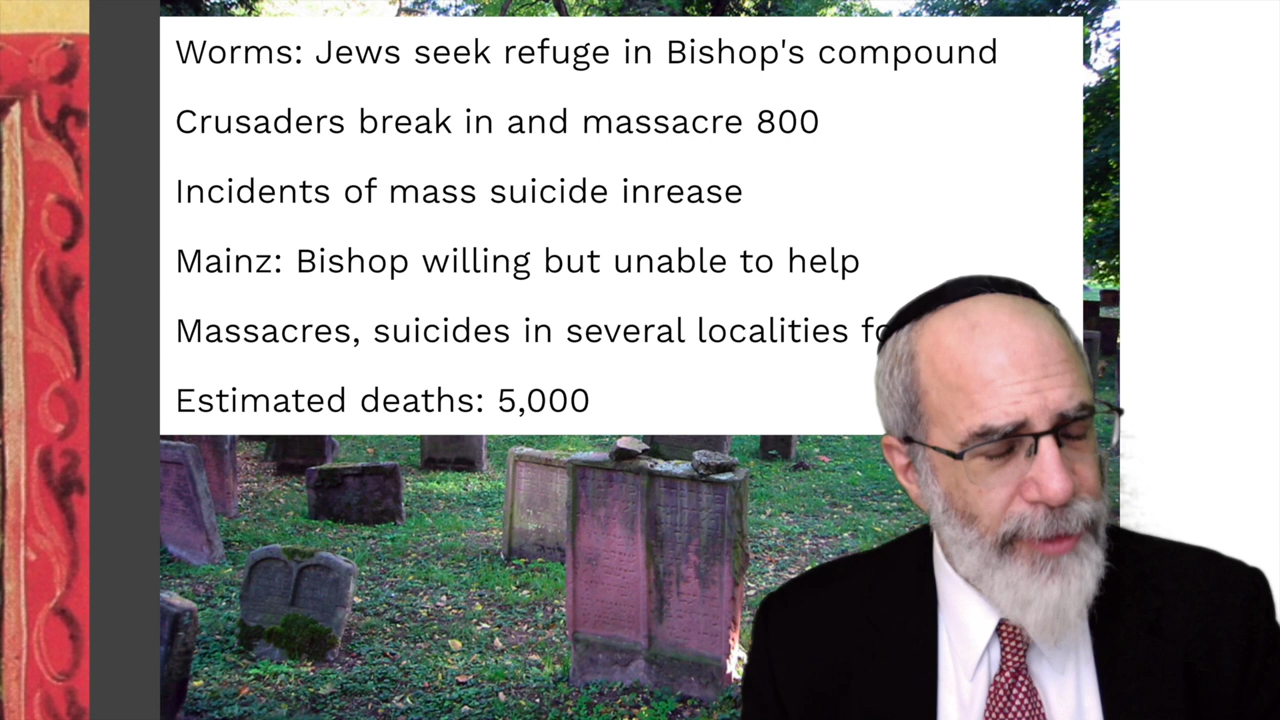 Worms: Jews seek refuge in Bishop's compound
Crusaders break in and massacre 800
Incidents of mass suicide inrease
Mainz: Bishop willing but unable to help
Massacres, suicides in several localities
Estimated deaths: 5,000